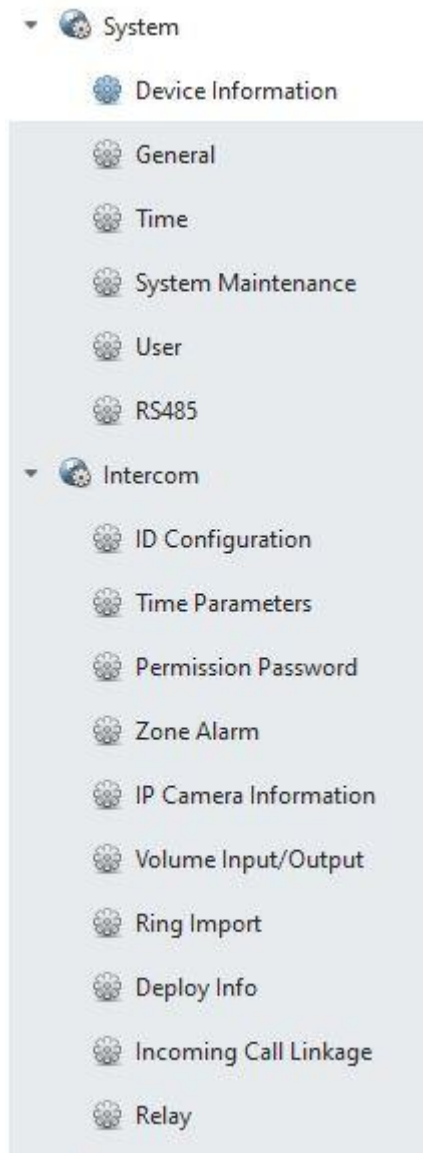 System
Device Information
General
Time
System Maintenance
User
RS485
Intercom
ID Configuration
Time Parameters
Permission Password
Zone Alarm
IP Camera Information
Volume Input/Output
Ring Import
Deploy Info
Incoming Call Linkage
Relay